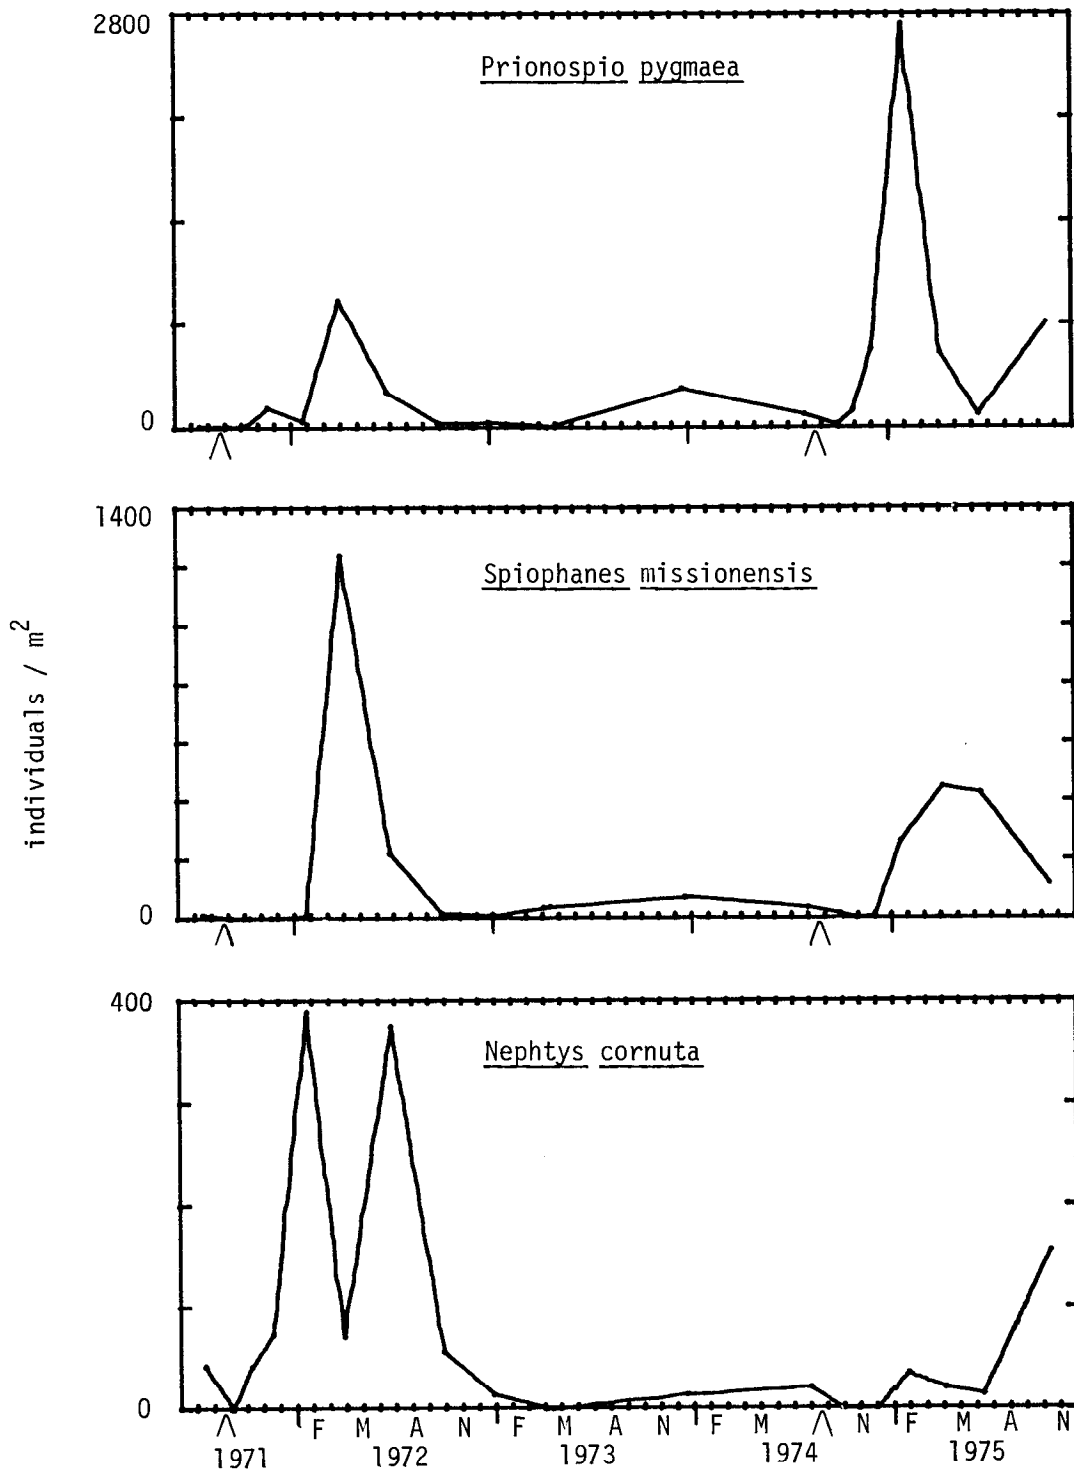 2800
Prionospio pygmaea
0
1400
Spiophanes missionensis
individuals / m²
0
400
Nephtys cornuta
0
F M A N F M A N F M N F M A N
1971 1972 1973 1974 1975